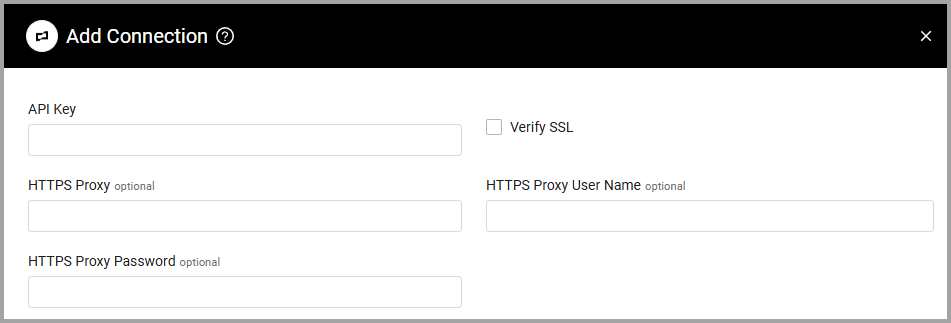 Add Connection ?
API Key
Verify SSL
HTTPS Proxy optional
HTTPS Proxy User Name optional
HTTPS Proxy Password optional